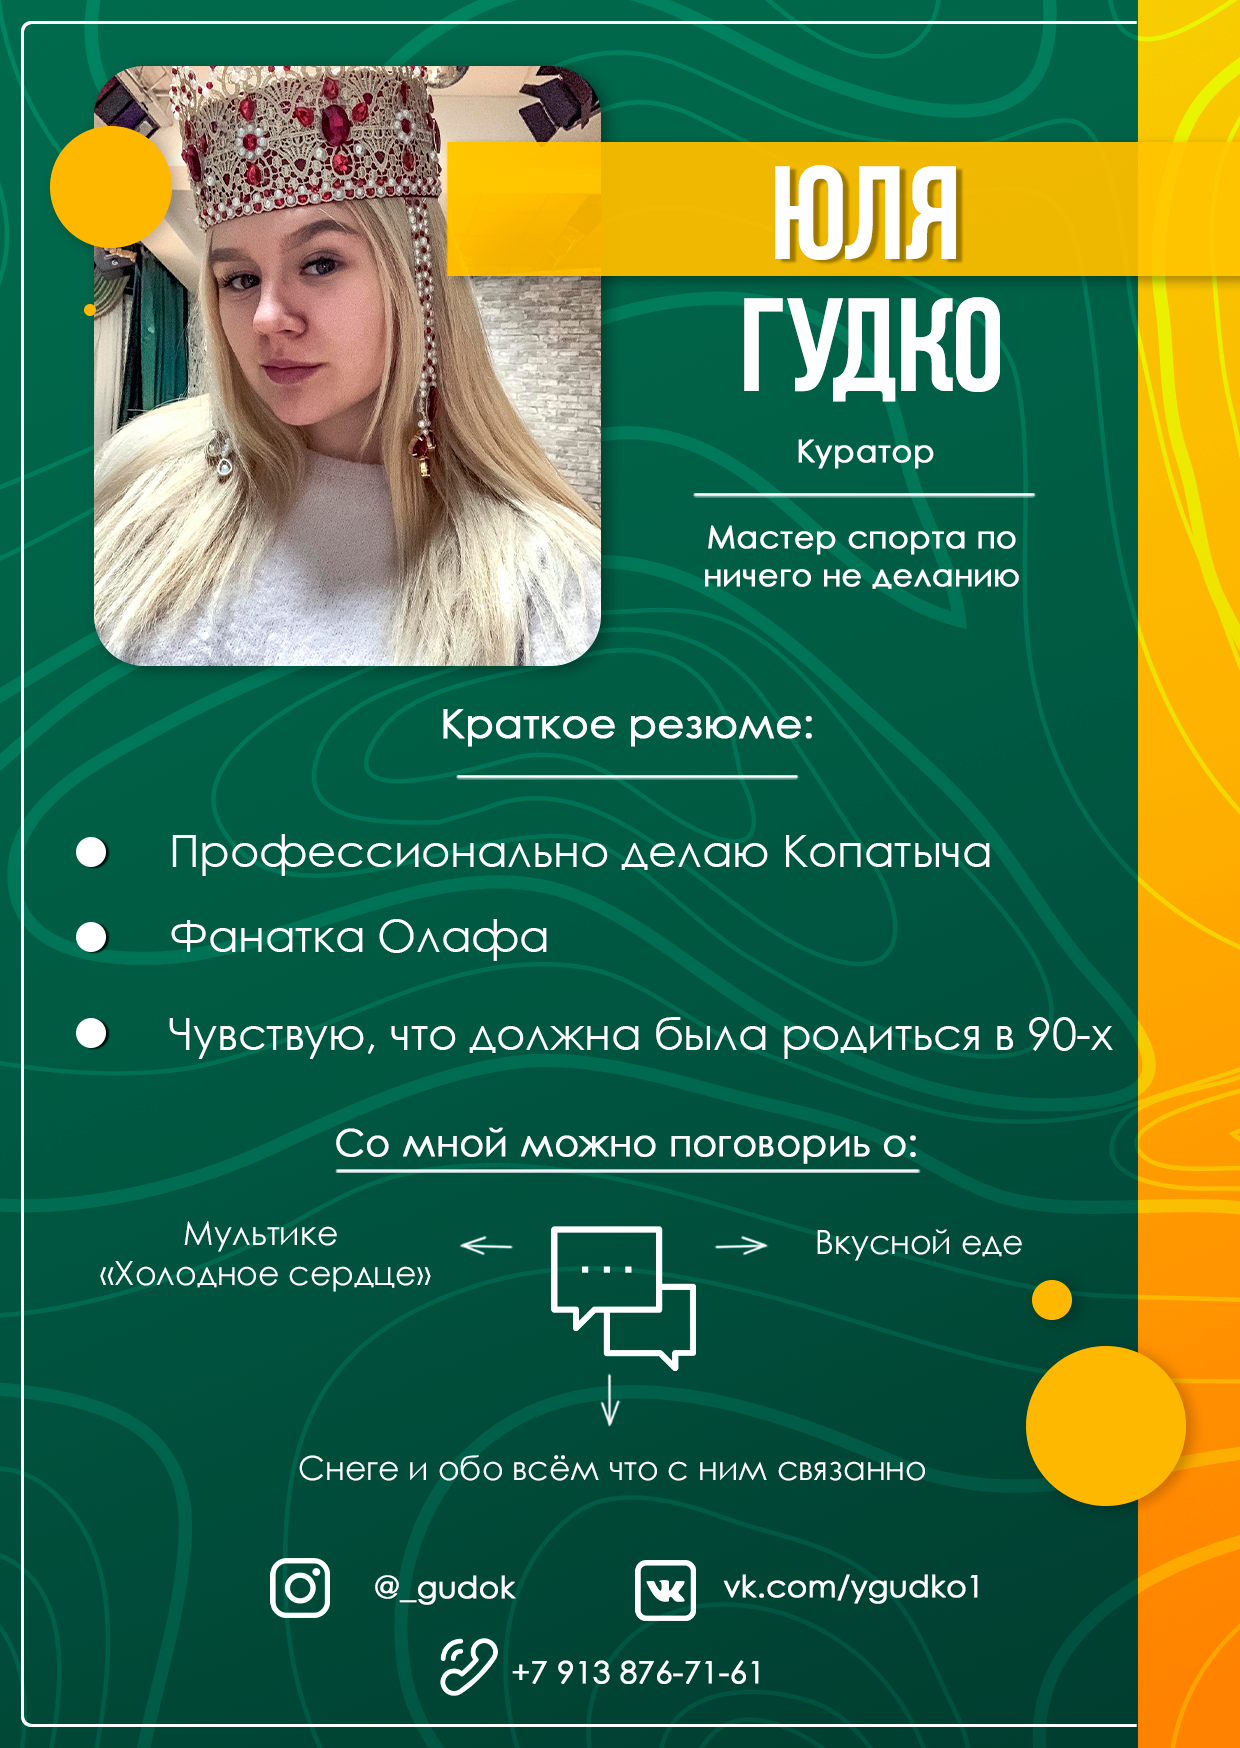 ЮЛЯ
ГУДКО
Куратор
Мастер спорта по
ничего не деланию
Краткое резюме:
Профессионально делаю Копатыча
Фанатка Олафа
Чувствую, что должна была родиться в 90-х
Со мной можно поговориь о:
Мультике
«Холодное сердце»
Вкусной еде
Снеге и обо всём что с ним связанно
@_gudok
vk.com/ygudko1
+7 913 876-71-61